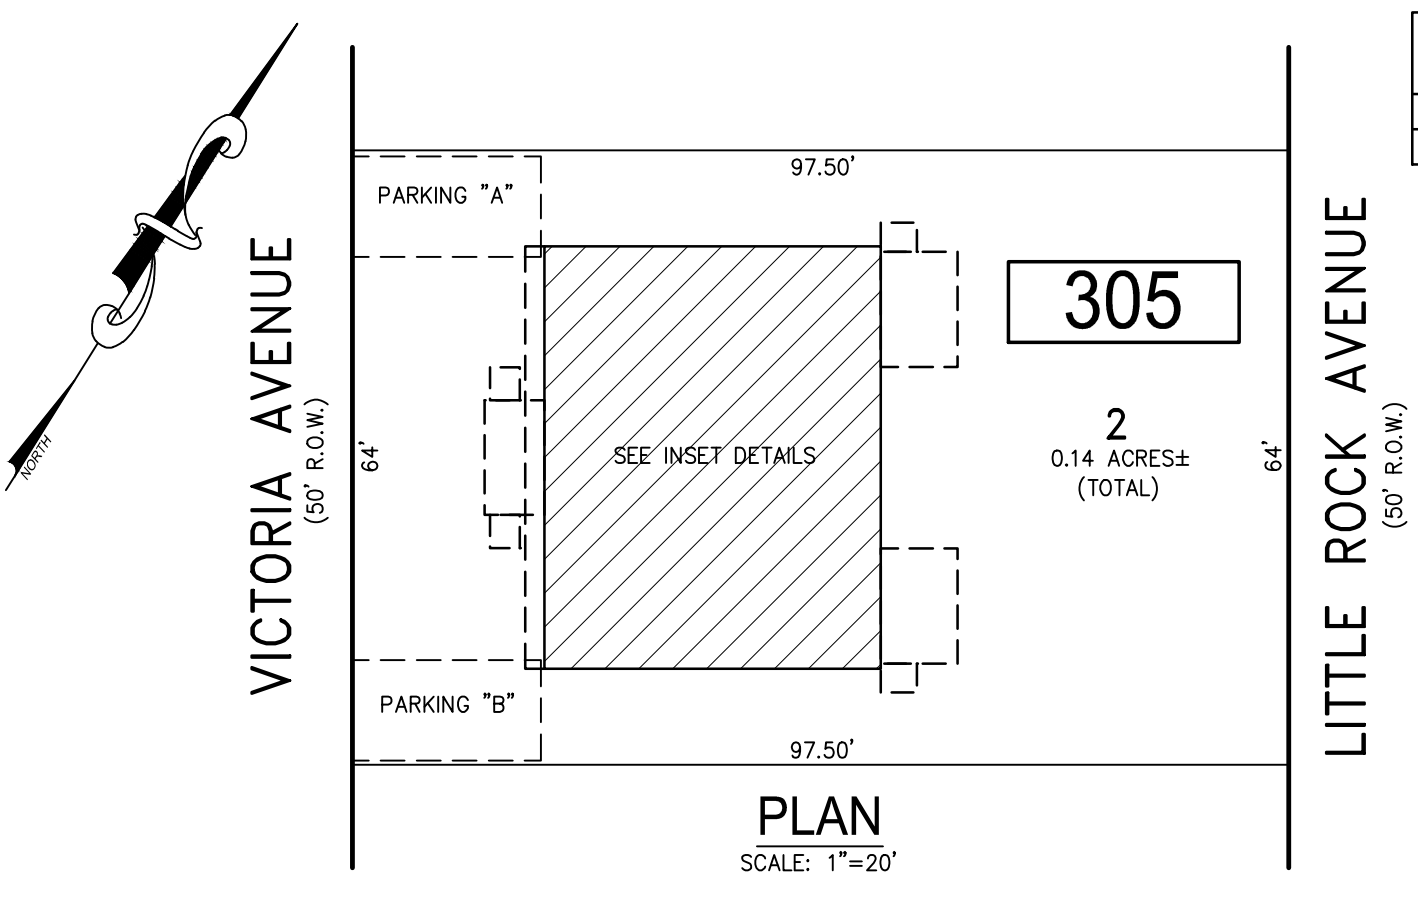 97.50'
PARKING "A"
NORTH
VICTORIA AVENUE
(50' R.O.W.)
64'
SEE INSET DETAILS
305
2
0.14 ACRES±
(TOTAL)
64'
LITTLE ROCK AVENUE
(50' R.O.W.)
PARKING "B"
97.50'
PLAN
SCALE: 1"=20'